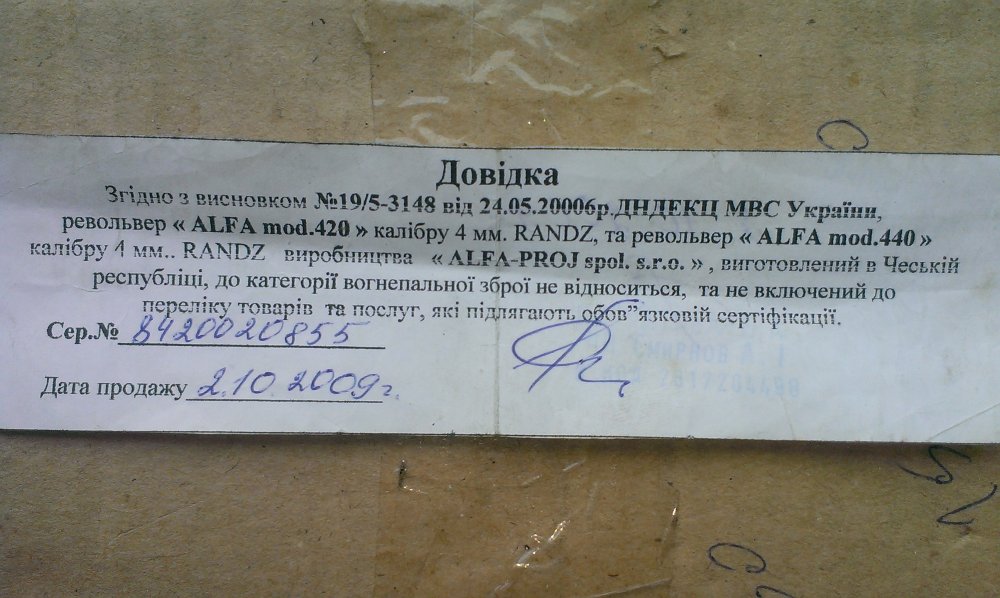 Довідка
Згідно з висновком №19/5-3148 від 24.05.20006р.ДНДЕКЦ МВС України,
револьвер « ALFA mod.420 » калібру 4 мм. RANDZ, та револьвер « ALFA mod.440 »
калібру 4 мм.. RANDZ виробництва « ALFA-PROJ spol. s.r.o. » , виготовлений в Чеській
республіці, до категорії вогнепальної зброї не відноситься, та не включений до
переліку товарів та послуг, які підлягають обов”язковій сертифікації.
Сер.№ 8420020855
Дата продажу 2.10.2009г.